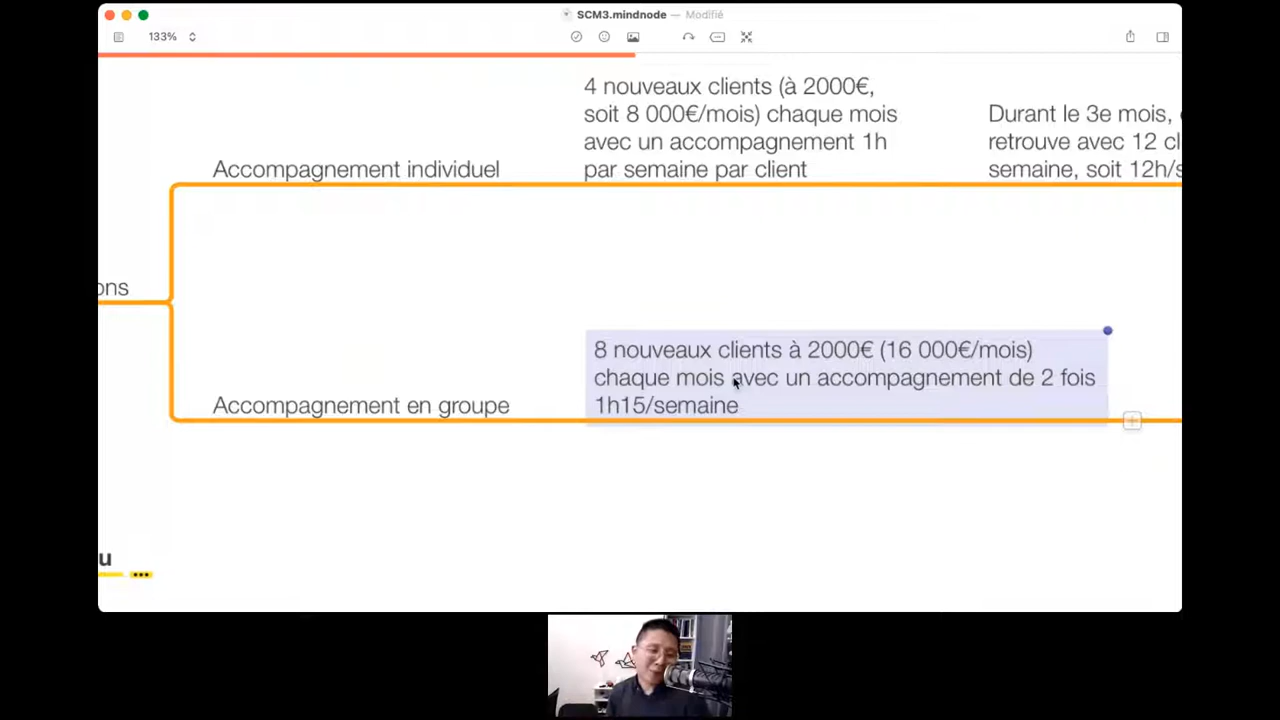 SCM3.mindnode — Modifié
133%
4 nouveaux clients (à 2000€,
soit 8 000€/mois) chaque mois
avec un accompagnement 1h
par semaine par client
Durant le 3e mois,
retrouve avec 12
semaine, soit
Accompagnement individuel
ons
8 nouveaux clients à 2000€ (16 000€/mois)
chaque mois avec un accompagnement de 2 fois
1h15/semaine
Accompagnement en groupe
u